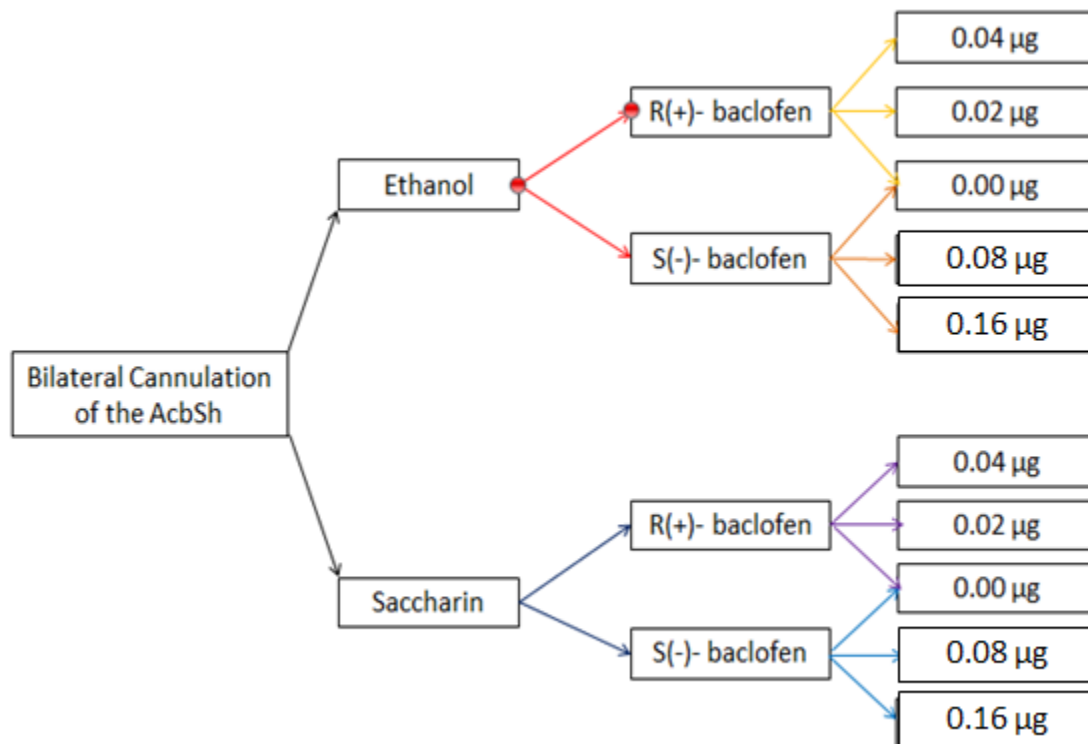 Bilateral Cannulation
of the AcbSh
Ethanol
R(+)- baclofen
0.04 µg
0.02 µg
0.00 µg
S(-)- baclofen
0.08 µg
0.16 µg
Saccharin
R(+)- baclofen
0.04 µg
0.02 µg
0.00 µg
S(-)- baclofen
0.08 µg
0.16 µg